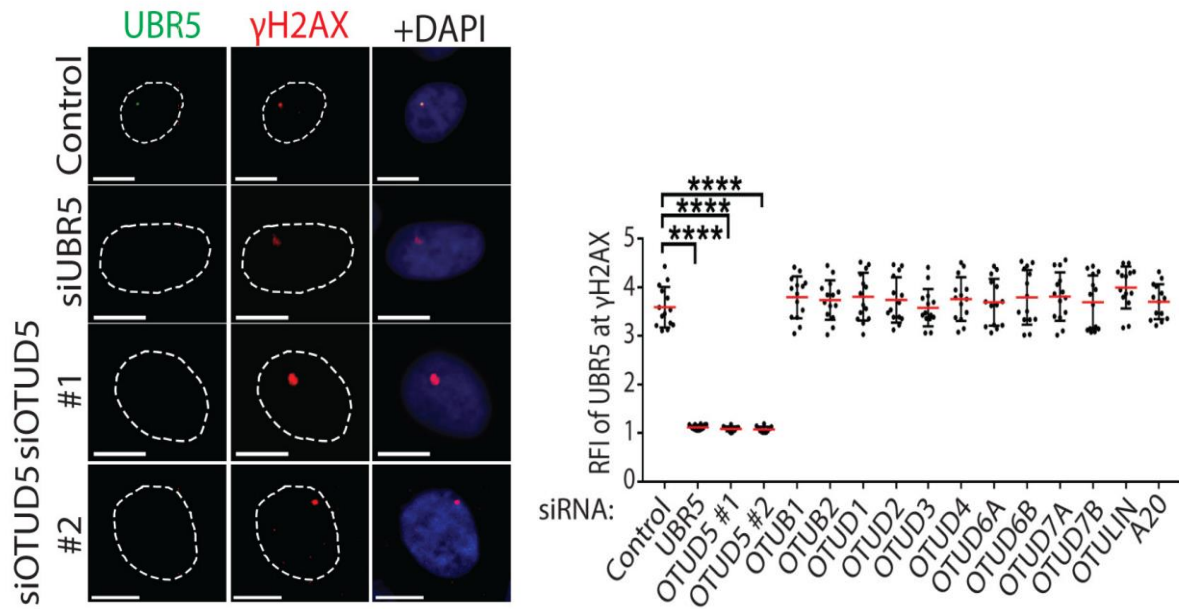 UBR5 γH2AX +DAPI
Control
siUBR5
siOTUD5 #1
siOTUD5 #2
****
****
****
RFI of UBR5 at γH2AX
5
4
3
2
1
0
siRNA:
Control
UBR5
OTUD5 #1
OTUD5 #2
OTUB1
OTUB2
OTUD1
OTUD2
OTUD3
OTUD4
OTUD6A
OTUD6B
OTUD7A
OTUD7B
OTULIN
A20